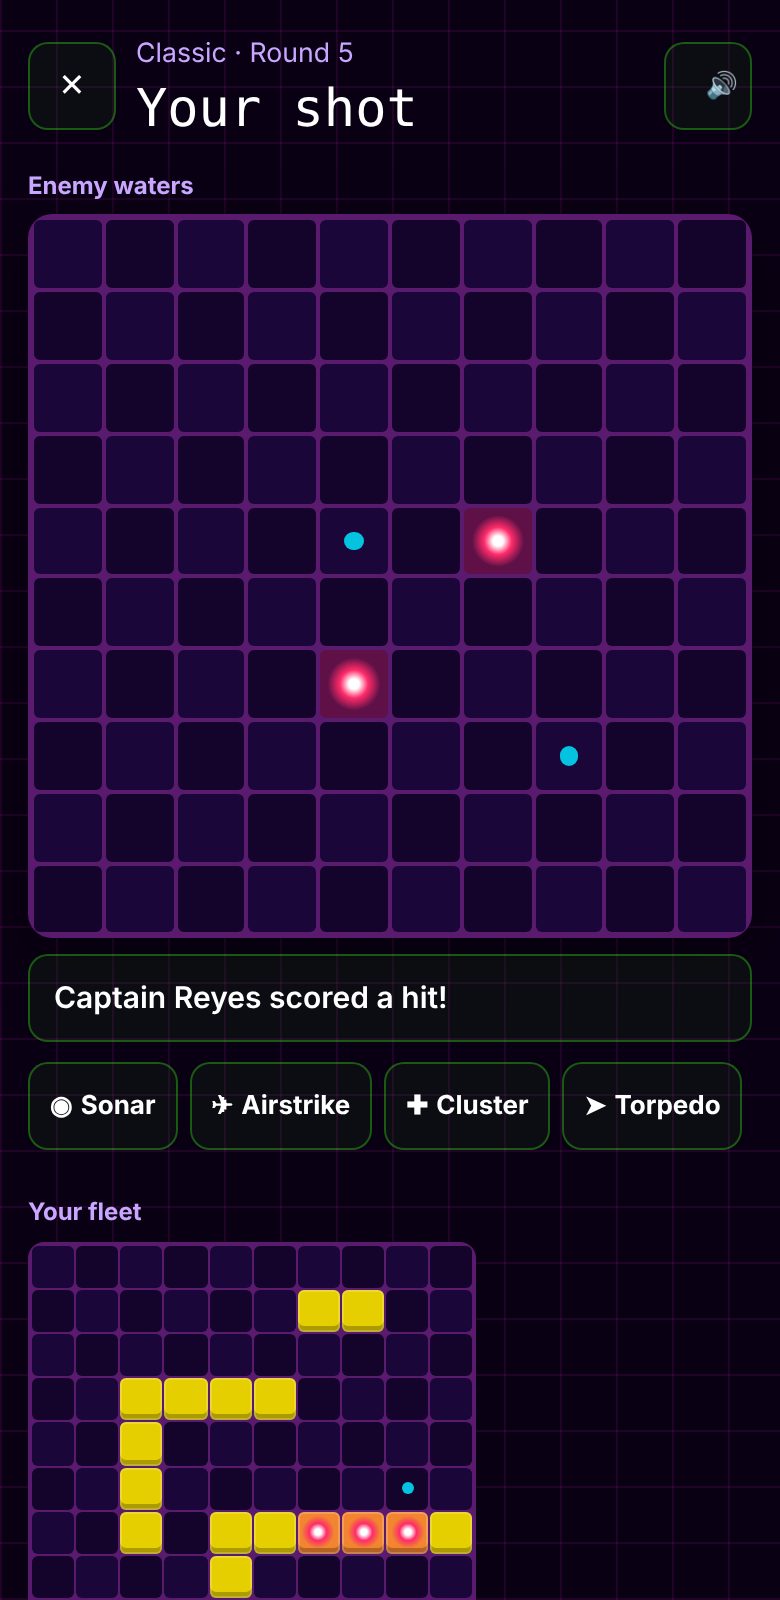 Classic · Round 5
Your shot
Enemy waters
Captain Reyes scored a hit!
Sonar
Airstrike
Cluster
Torpedo
Your fleet